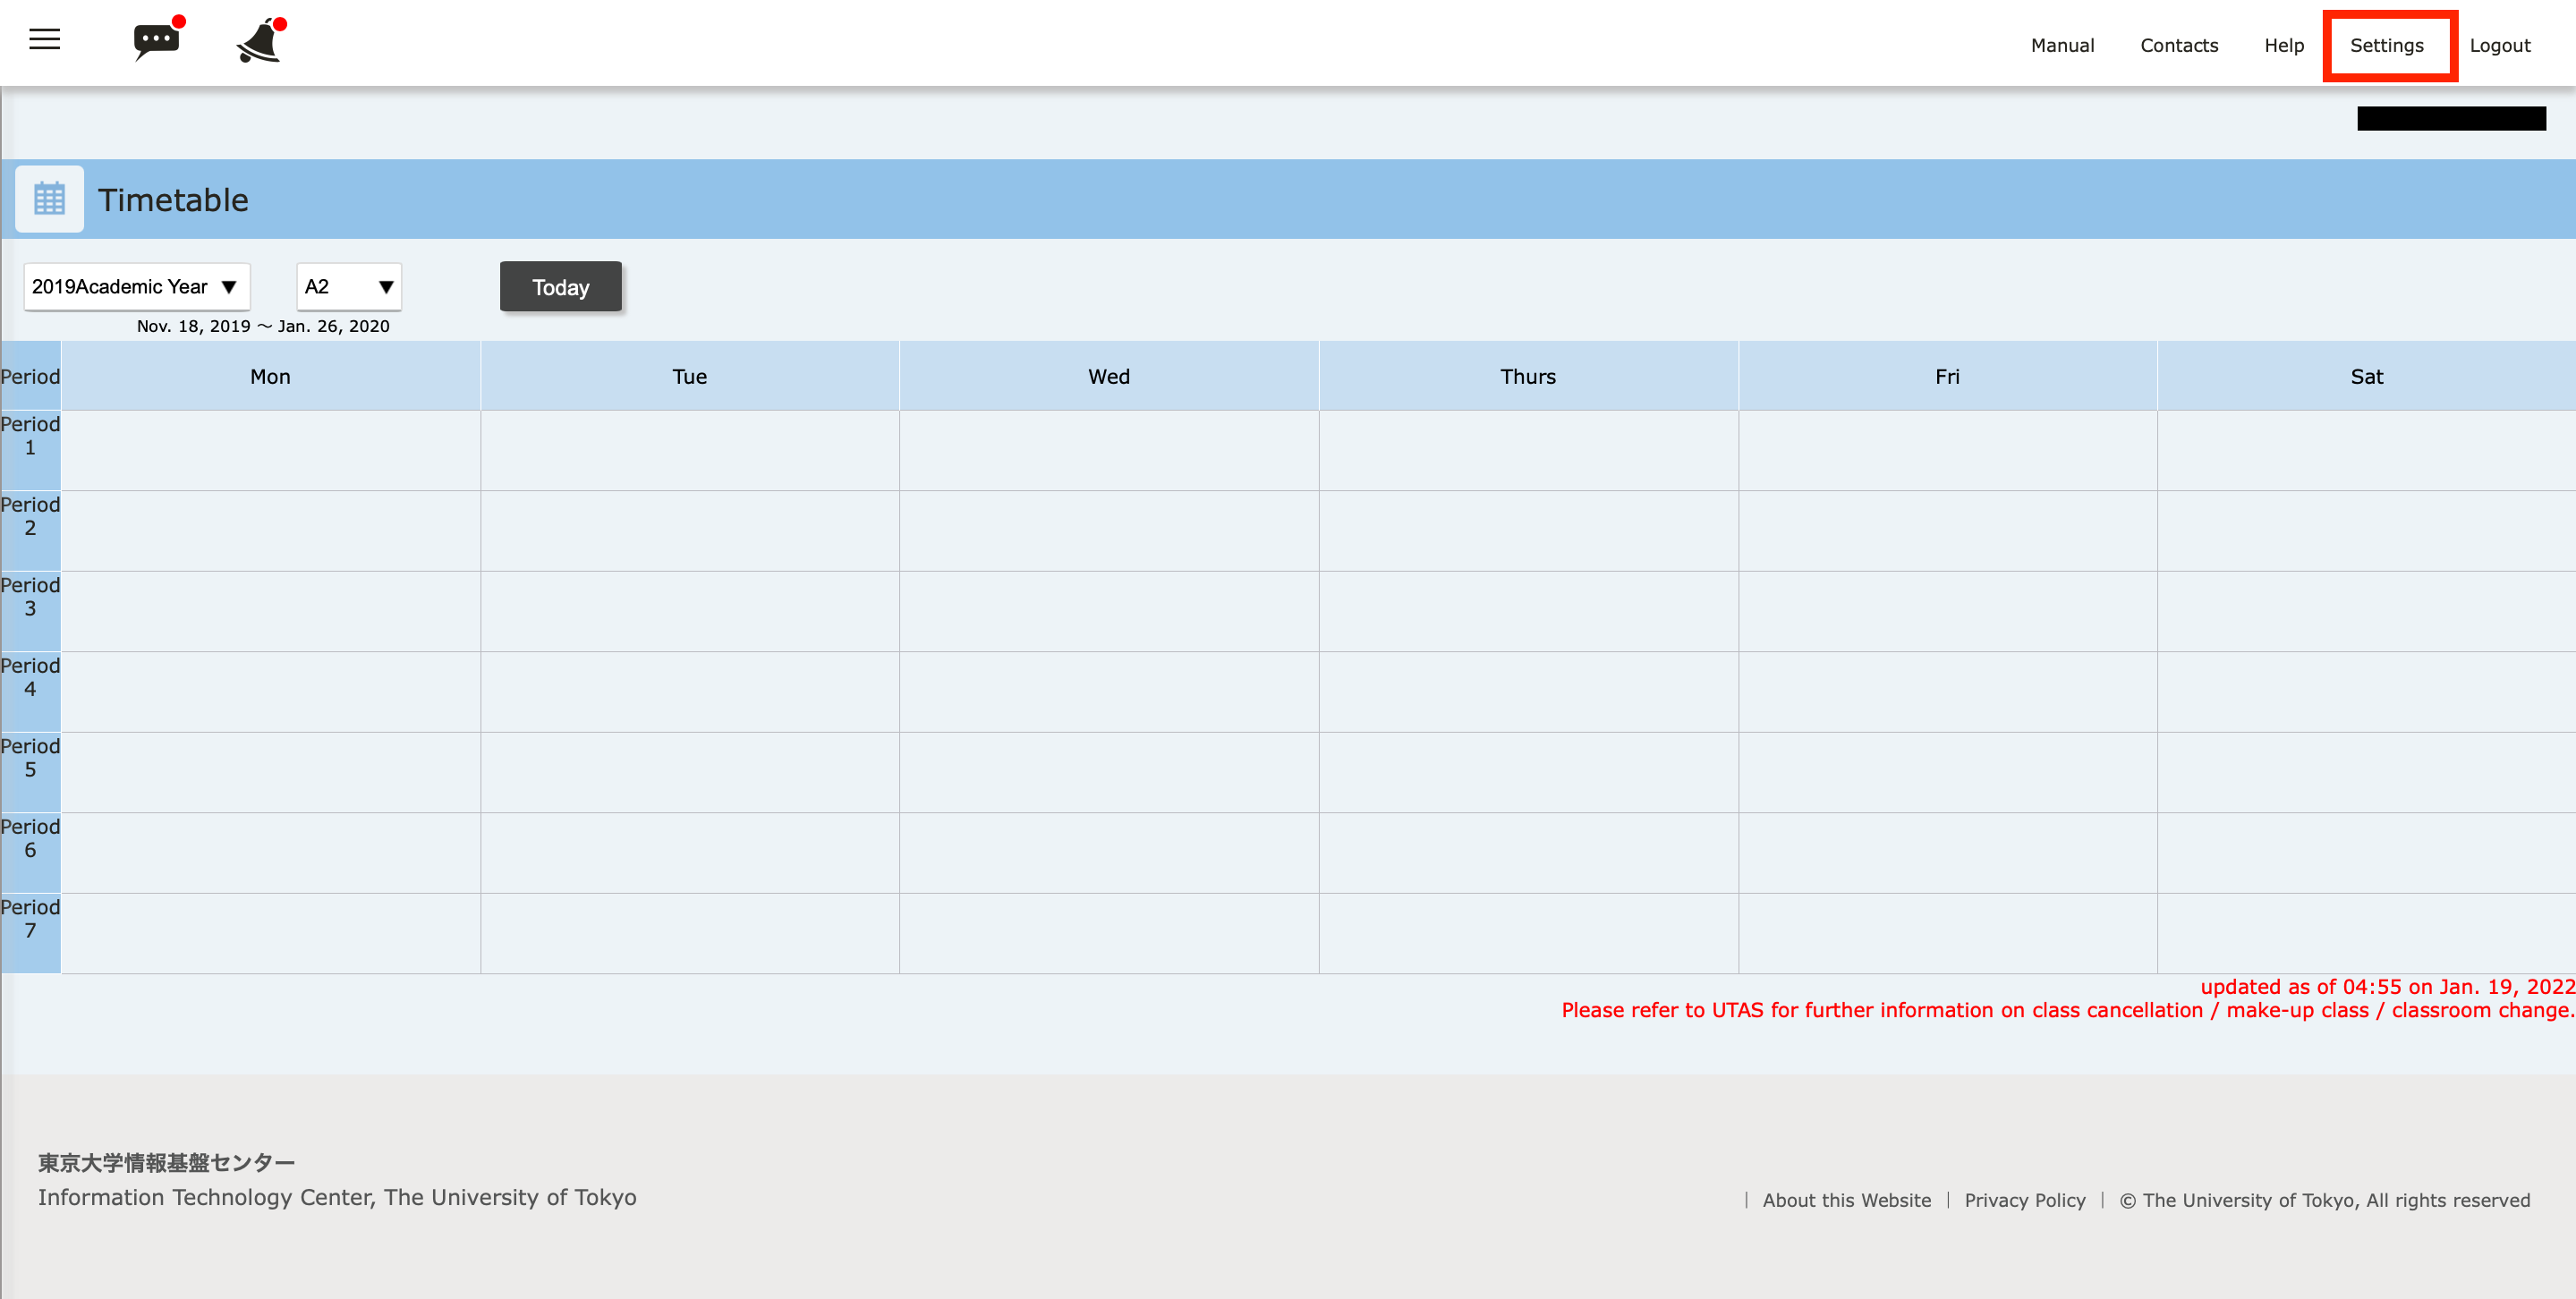 Manual Contacts Help Settings Logout
Timetable
2019Academic Year ▼ A2 ▼ Today
Nov. 18, 2019 ～ Jan. 26, 2020
Period Mon Tue Wed Thurs Fri Sat
Period
1
Period
2
Period
3
Period
4
Period
5
Period
6
Period
7
updated as of 04:55 on Jan. 19, 2022
Please refer to UTAS for further information on class cancellation / make-up class / classroom change.
東京大学情報基盤センター
Information Technology Center, The University of Tokyo
| About this Website | Privacy Policy | © The University of Tokyo, All rights reserved